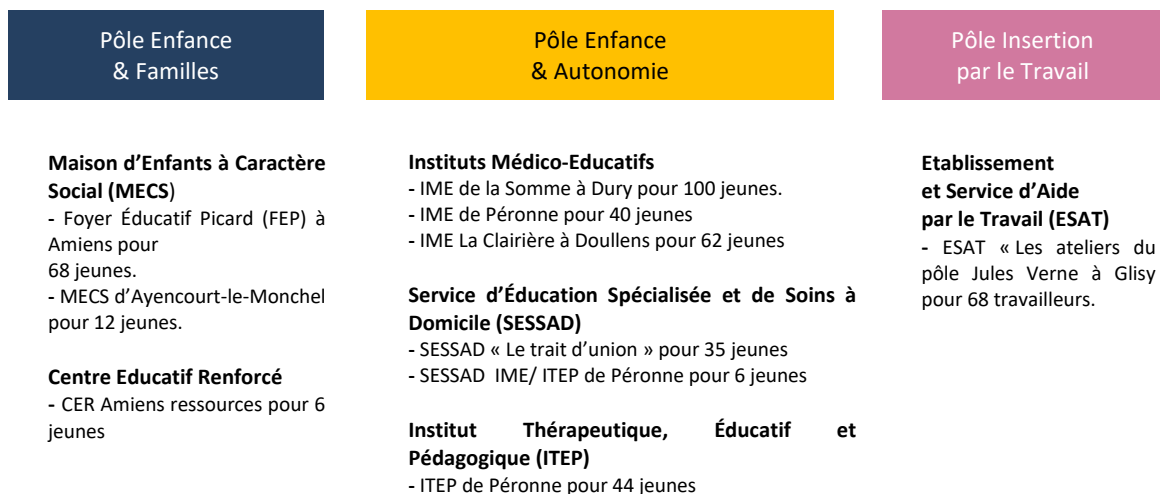 Pôle Enfance
& Familles
Maison d’Enfants à Caractère
Social (MECS)
- Foyer Éducatif Picard (FEP) à
Amiens pour
68 jeunes.
- MECS d’Ayencourt-le-Monchel
pour 12 jeunes.
Centre Educatif Renforcé
- CER Amiens ressources pour 6
jeunes
Pôle Enfance
& Autonomie
Instituts Médico-Educatifs
- IME de la Somme à Dury pour 100 jeunes.
- IME de Péronne pour 40 jeunes
- IME La Clairière à Doullens pour 62 jeunes
Service d’Éducation Spécialisée et de Soins à
Domicile (SESSAD)
- SESSAD « Le trait d’union » pour 35 jeunes
- SESSAD IME/ ITEP de Péronne pour 6 jeunes
Institut Thérapeutique, Éducatif et
Pédagogique (ITEP)
- ITEP de Péronne pour 44 jeunes
Pôle Insertion
par le Travail
Etablissement
et Service d’Aide
par le Travail (ESAT)
- ESAT « Les ateliers du
pôle Jules Verne à Glisy
pour 68 travailleurs.